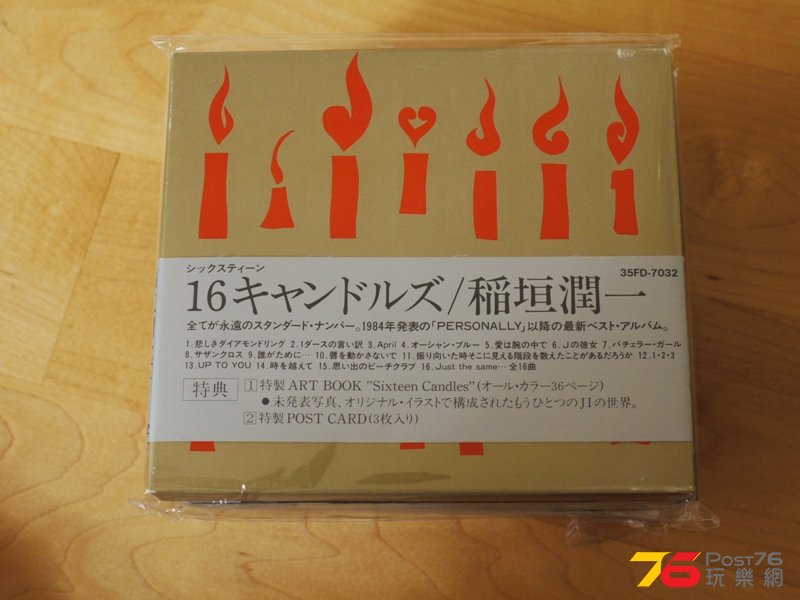 シックスティーン
35FD-7032
16キャンドルズ/稲垣潤一
全てが永遠のスタンダード・ナンバー。1984年発表の「PERSONALLY」以降の最新ベスト・アルバム。
1.悲しきダイアモンドリング 2.1ダースの言い訳 3.April 4.オーシャン・ブルー 5.愛は腕の中で 6.Jの彼女 7.バチェラー・ガール
8.サザンクロス 9.誰がために… 10.唇を動かさないで 11.振り向いた時そこに見える階段を数えたことがあるだろうか 12.1・2・3
13.UP TO YOU 14.時を越えて 15.思い出のビーチクラブ 16.Just the same… 全16曲
特典
1特製ART BOOK "Sixteen Candles"(オール・カラー36ページ)
●未発表写真、オリジナル・イラストで構成されたもうひとつのJIの世界。
2特製POST CARD(3枚入り)
76 POST76
玩樂網